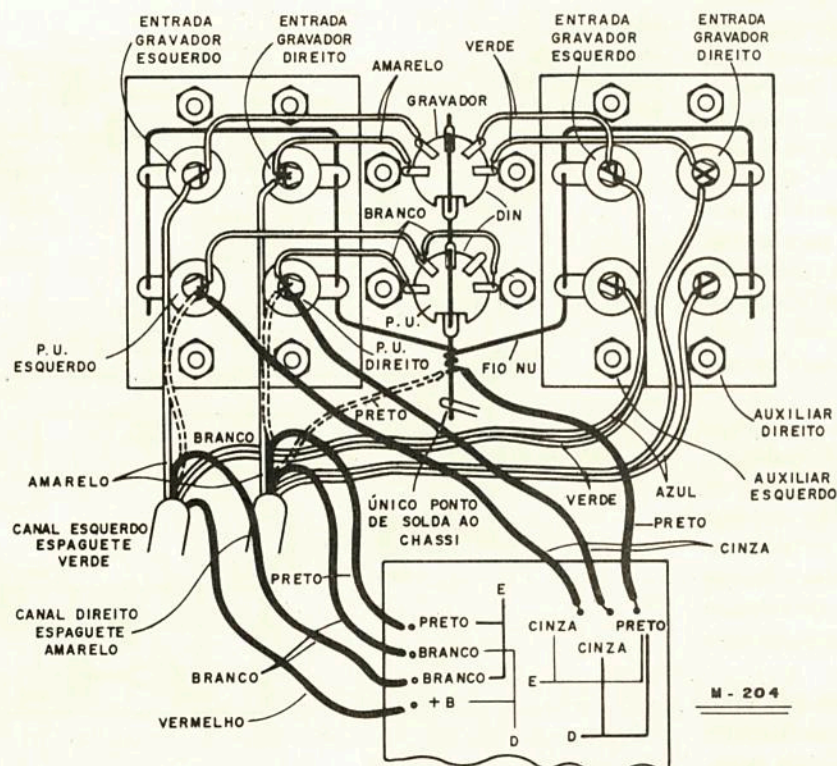 ENTRADA
GRAVADOR
ESQUERDO
ENTRADA
GRAVADOR
DIREITO
AMARELO
GRAVADOR
VERDE
ENTRADA
GRAVADOR
ESQUERDO
ENTRADA
GRAVADOR
DIREITO
BRANCO
DIN
P.U.
P.U.
ESQUERDO
P.U.
DIREITO
FIO NU
PRETO
AUXILIAR
DIREITO
BRANCO
AMARELO
ÚNICO PONTO
DE SOLDA AO
CHASSI
VERDE
AZUL
AUXILIAR
ESQUERDO
PRETO
CINZA
CANAL ESQUERDO
ESPAGUETE
VERDE
PRETO
CANAL DIREITO
ESPAGUETE
AMARELO
BRANCO
VERMELHO
E
PRETO
BRANCO
BRANCO
+ B
D
CINZA
PRETO
CINZA
E
D
M - 204